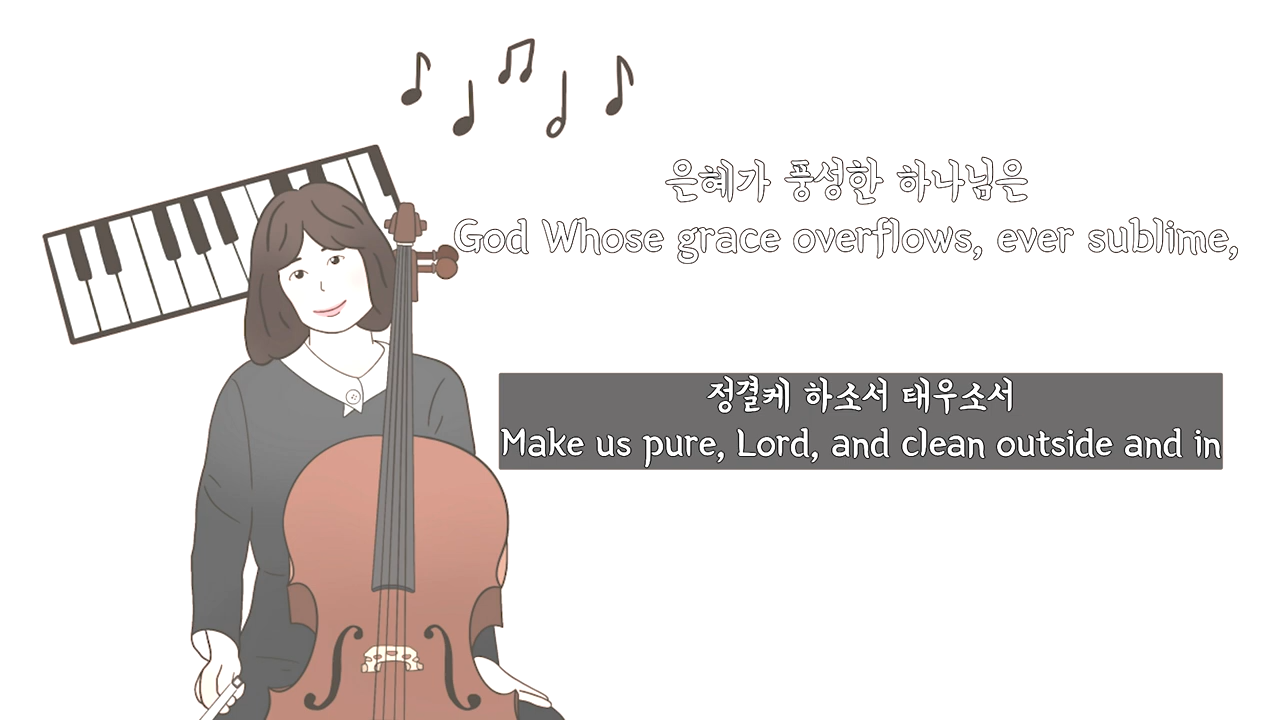 은혜가 풍성한 하나님은
God Whose grace overflows, ever sublime,
정결케 하소서 태우소서
Make us pure, Lord, and clean outside and in